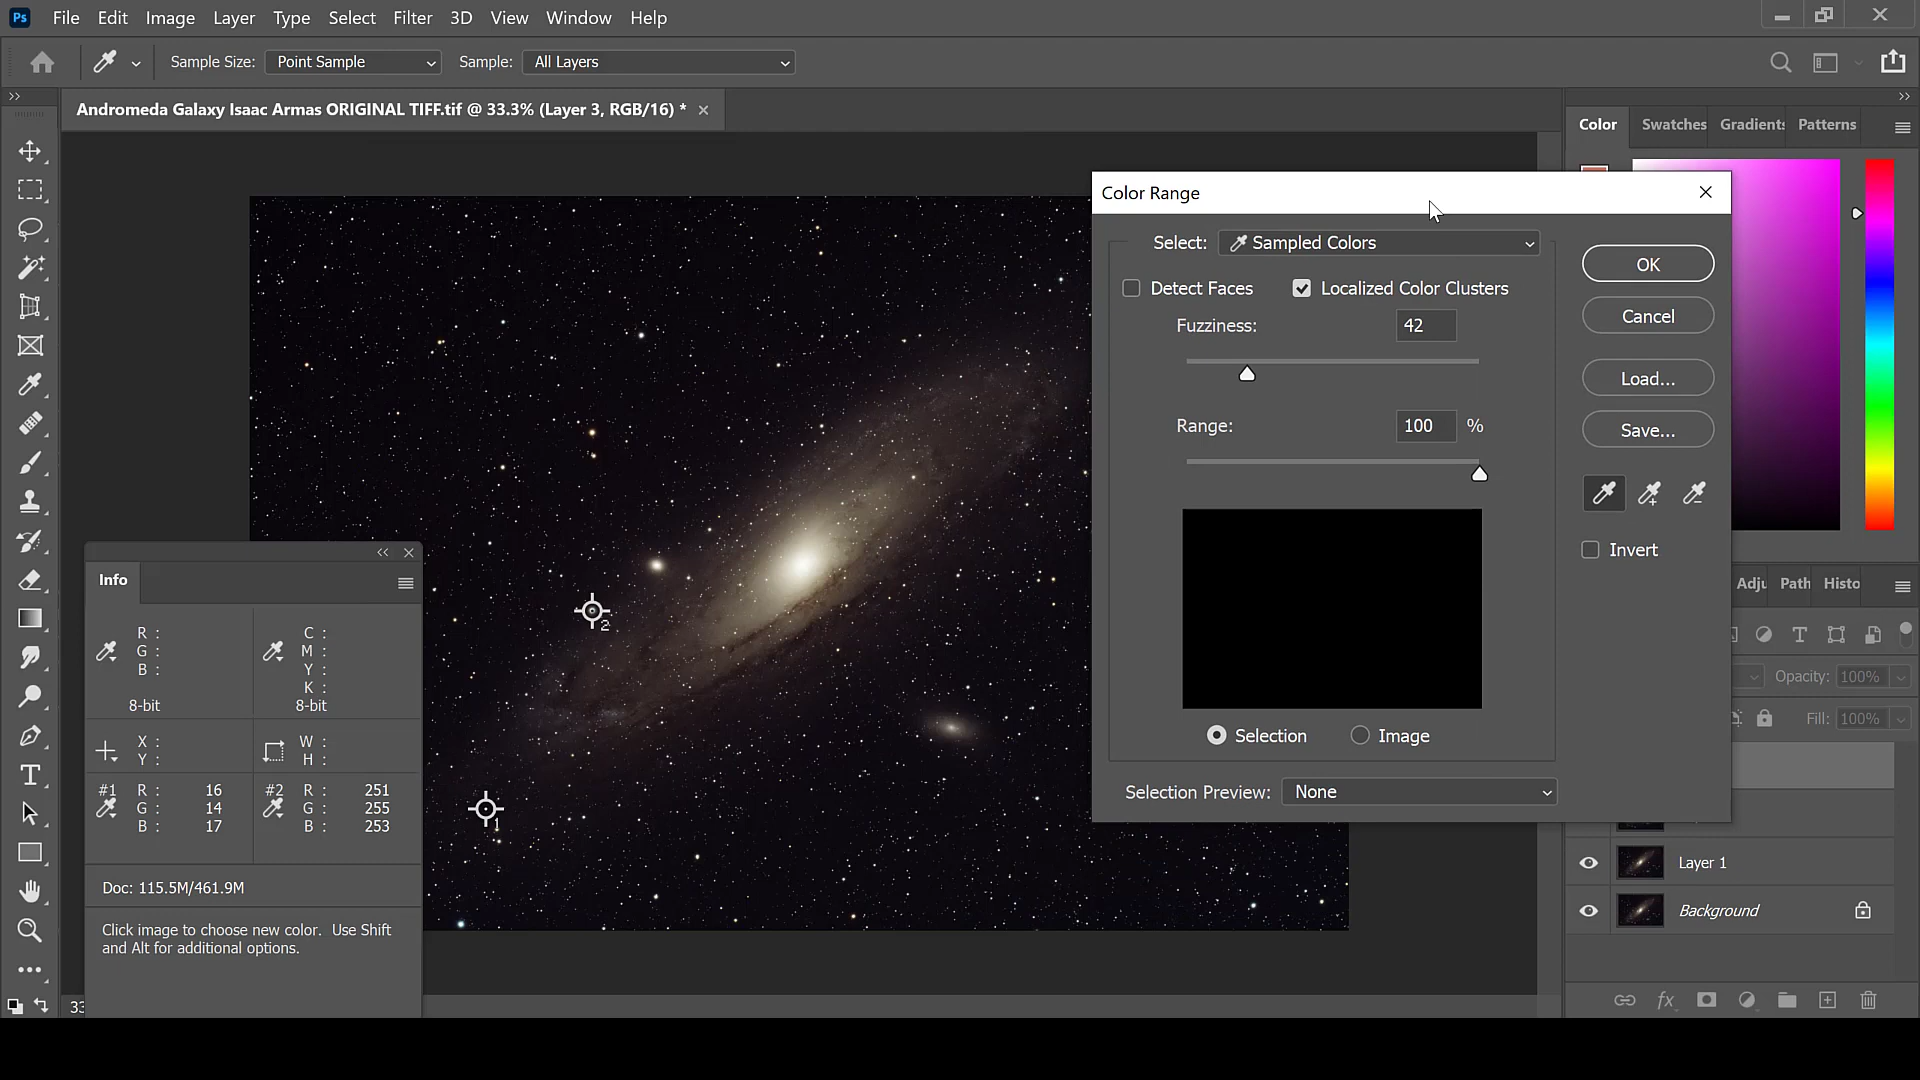 Ps File Edit Image Layer Type Select Filter 3D View Window Help
Sample Size: Point Sample Sample: All Layers
Andromeda Galaxy Isaac Armas ORIGINAL TIFF.tif @ 33.3% (Layer 3, RGB/16) *
Color Swatches Gradients Patterns
Color Range
Select: Sampled Colors
OK
Detect Faces Localized Color Clusters
Fuzziness: 42
Cancel
Load...
Range: 100 %
Save...
Invert
Selection Image
Selection Preview: None
Info
R :
G :
B :
8-bit
C :
M :
Y :
K :
8-bit
X :
Y :
W :
H :
#1 R : 16
G : 14
B : 17
#2 R : 251
G : 255
B : 253
Doc: 115.5M/461.9M
Click image to choose new color. Use Shift
and Alt for additional options.
2
1
33
Adju Path Histo
Opacity: 100%
Fill: 100%
Layer 1
Background
fx